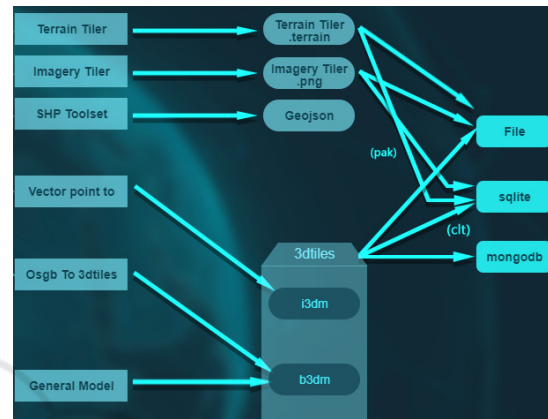 Terrain Tiler
Terrain Tiler
.terrain
Imagery Tiler
Imagery Tiler
.png
SHP Toolset
Geojson
File
(pak)
Vector point to
sqlite
(clt)
3dtiles
mongodb
Osgb To 3dtiles
i3dm
General Model
b3dm